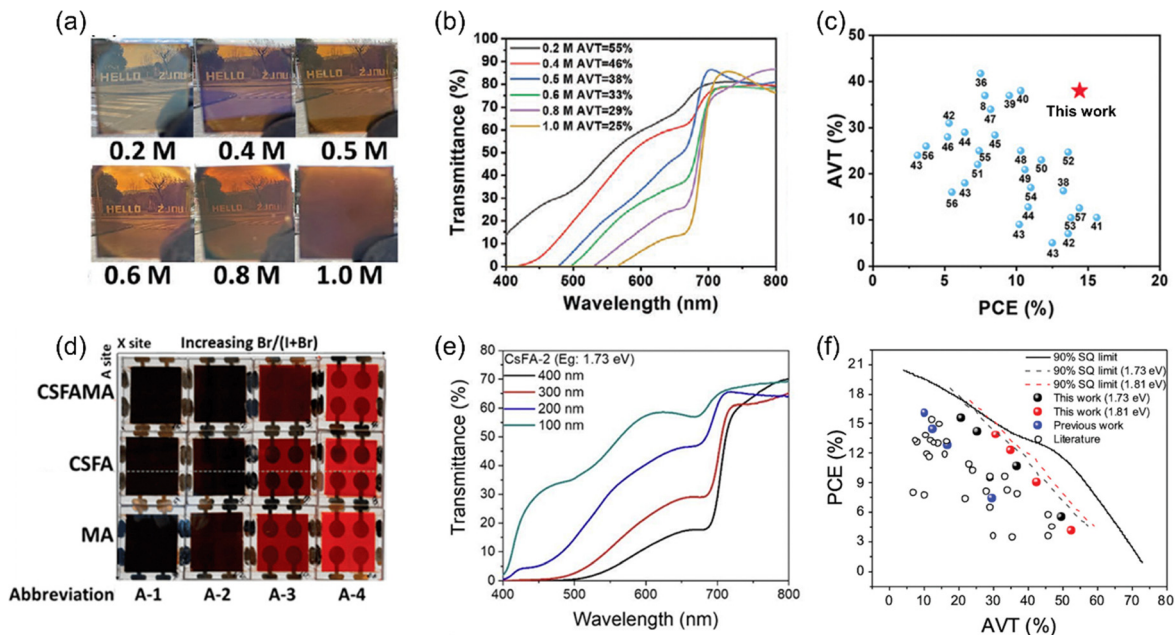 (a)
HELLO
HELLO
HELLO
0.2 M
0.4 M
0.5 M
HELLO
HELLO
0.6 M
0.8 M
1.0 M
(b)
Transmittance (%)
100
90
80
70
60
50
40
30
20
10
0
0.2 M AVT=55%
0.4 M AVT=46%
0.5 M AVT=38%
0.6 M AVT=33%
0.8 M AVT=29%
1.0 M AVT=25%
400
500
600
700
800
Wavelength (nm)
(c)
AVT (%)
50
40
30
20
10
0
36
8
47
39
40
This work
42
46
44
45
43
56
55
51
48
49
50
52
56
43
54
38
44
43
57
53
41
42
43
0
5
10
15
20
PCE (%)
(d)
X site
Increasing Br/(I+Br)
A site
CSFAMA
CSFA
MA
Abbreviation
A-1
A-2
A-3
A-4
(e)
Transmittance (%)
80
70
60
50
40
30
20
10
0
CsFA-2 (Eg: 1.73 eV)
400 nm
300 nm
200 nm
100 nm
400
500
600
700
800
Wavelength (nm)
(f)
PCE (%)
21
18
15
12
9
6
3
0
90% SQ limit
90% SQ limit (1.73 eV)
90% SQ limit (1.81 eV)
This work (1.73 eV)
This work (1.81 eV)
Previous work
Literature
0
10
20
30
40
50
60
70
80
AVT (%)